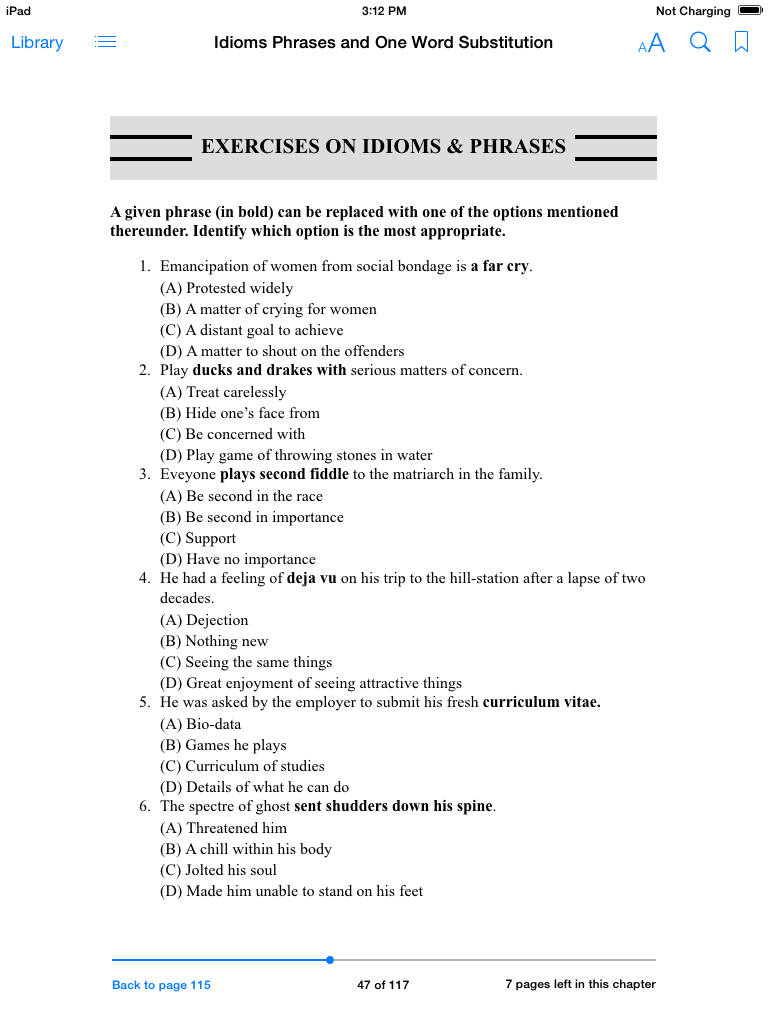 iPad 3:12 PM Not Charging
Library Idioms Phrases and One Word Substitution AA
EXERCISES ON IDIOMS & PHRASES
A given phrase (in bold) can be replaced with one of the options mentioned
thereunder. Identify which option is the most appropriate.
1. Emancipation of women from social bondage is a far cry.
(A) Protested widely
(B) A matter of crying for women
(C) A distant goal to achieve
(D) A matter to shout on the offenders
2. Play ducks and drakes with serious matters of concern.
(A) Treat carelessly
(B) Hide one’s face from
(C) Be concerned with
(D) Play game of throwing stones in water
3. Eveyone plays second fiddle to the matriarch in the family.
(A) Be second in the race
(B) Be second in importance
(C) Support
(D) Have no importance
4. He had a feeling of deja vu on his trip to the hill-station after a lapse of two
decades.
(A) Dejection
(B) Nothing new
(C) Seeing the same things
(D) Great enjoyment of seeing attractive things
5. He was asked by the employer to submit his fresh curriculum vitae.
(A) Bio-data
(B) Games he plays
(C) Curriculum of studies
(D) Details of what he can do
6. The spectre of ghost sent shudders down his spine.
(A) Threatened him
(B) A chill within his body
(C) Jolted his soul
(D) Made him unable to stand on his feet
Back to page 115 47 of 117 7 pages left in this chapter